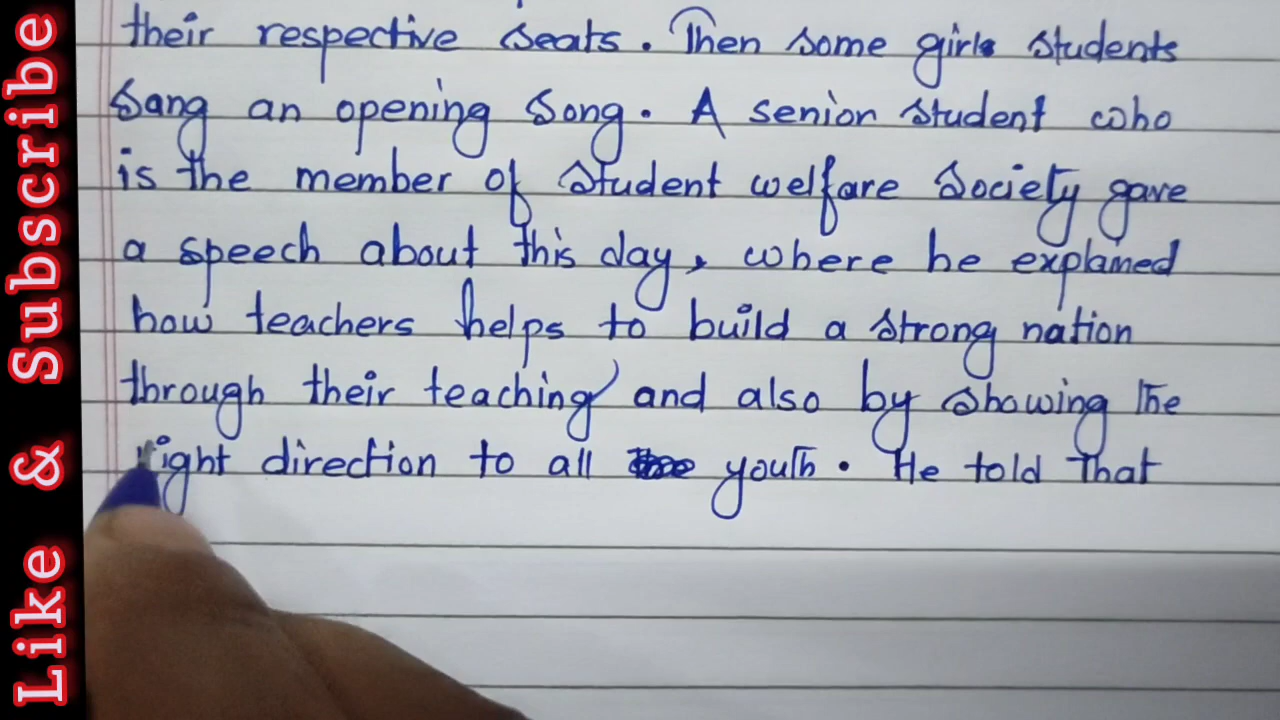 their respective seats. Then some girls students
sang an opening song. A senior student who
is the member of student welfare society gave
a speech about this day, where he explained
how teachers helps to build a strong nation
through their teaching and also by showing the
right direction to all youth. He told that
Like & Subscribe